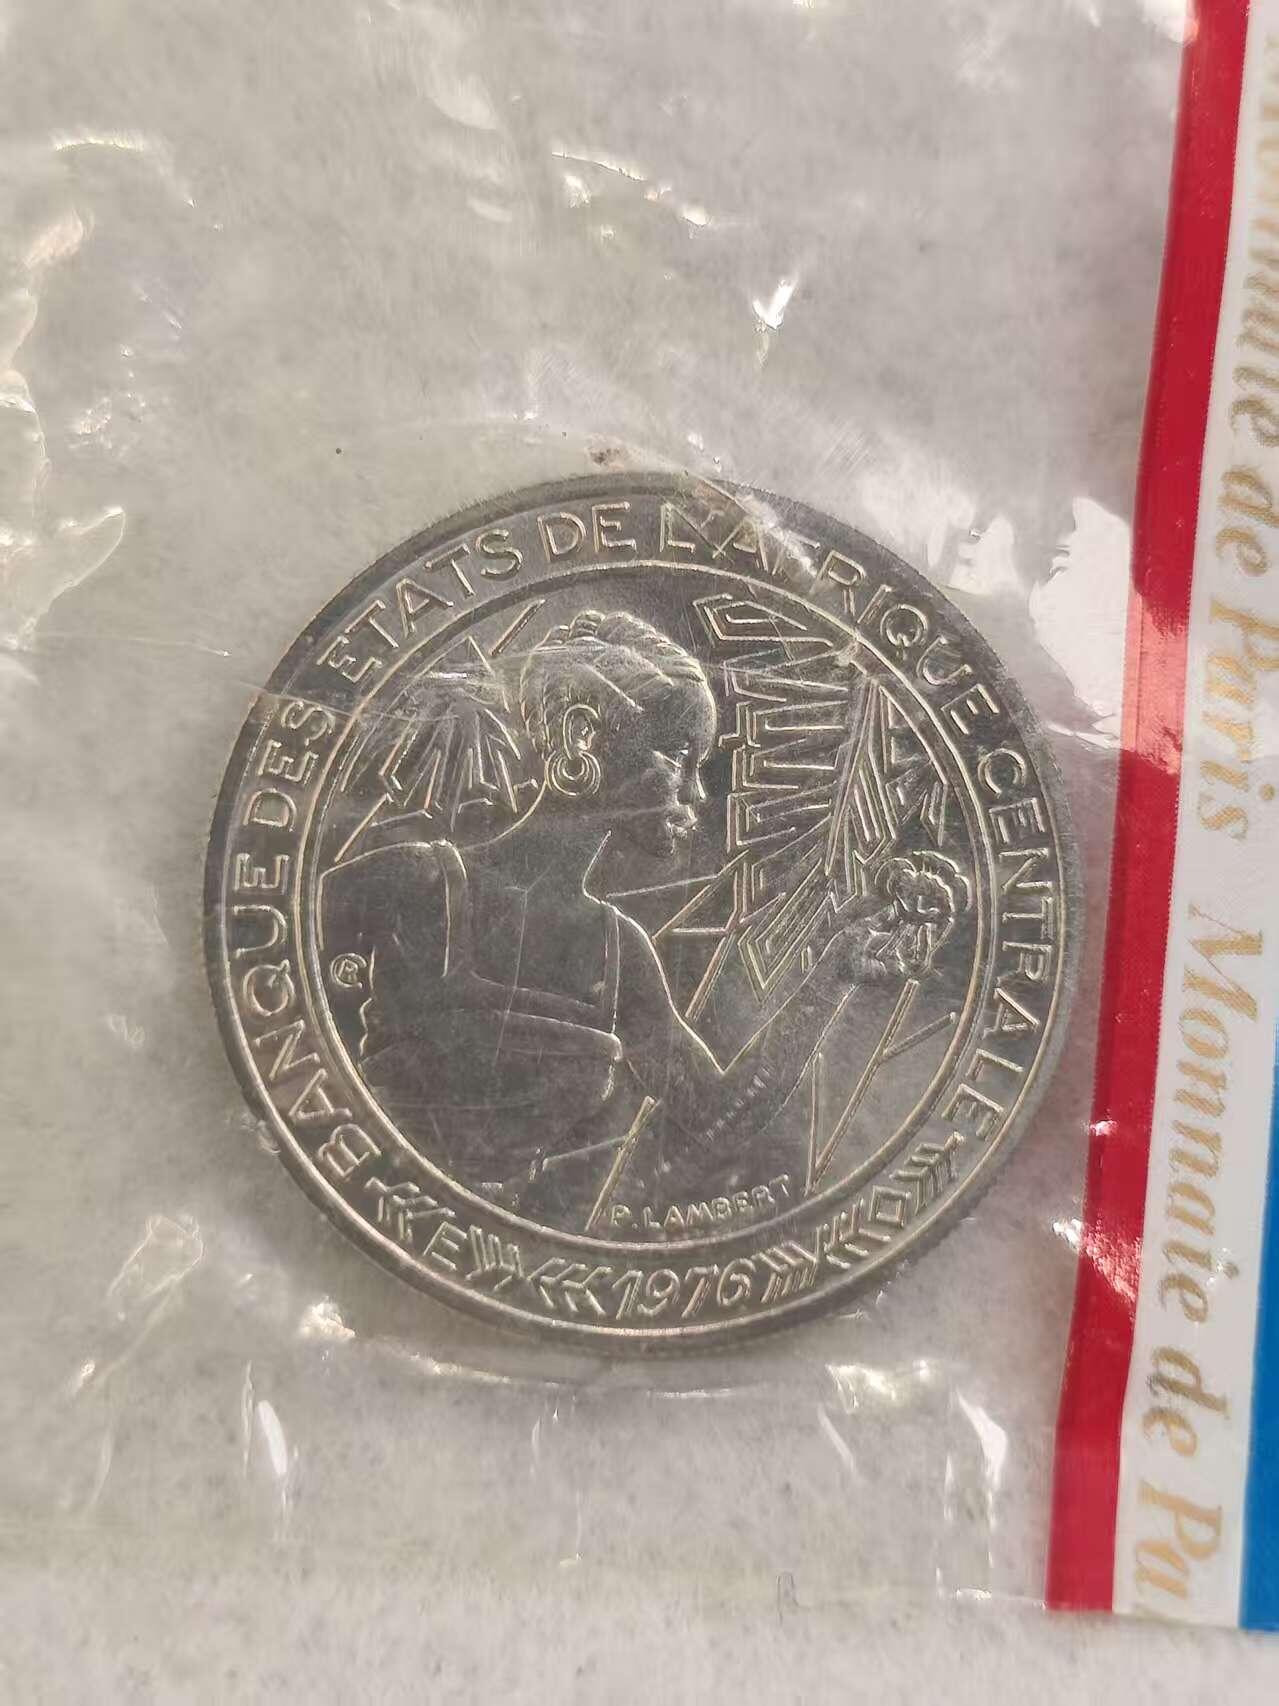 BANQUE DES ETATS DE L'AFRIQUE CENTRALE
R
P. LAMBERT
E 1976 D
Monnaie de Paris Monnaie de Pa